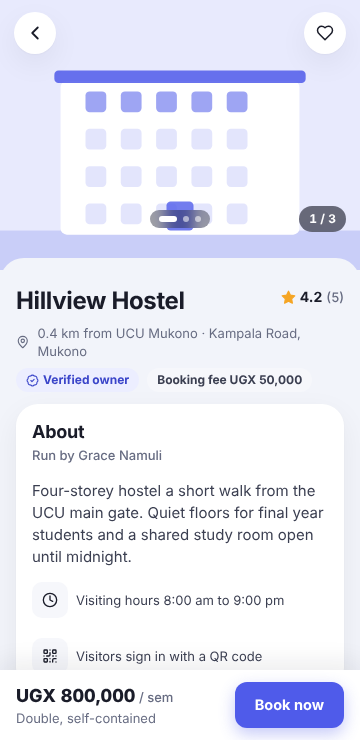 1 / 3
Hillview Hostel
4.2 (5)
0.4 km from UCU Mukono · Kampala Road,
Mukono
Verified owner
Booking fee UGX 50,000
About
Run by Grace Namuli
Four-storey hostel a short walk from the
UCU main gate. Quiet floors for final year
students and a shared study room open
until midnight.
Visiting hours 8:00 am to 9:00 pm
Visitors sign in with a QR code
UGX 800,000 / sem
Double, self-contained
Book now